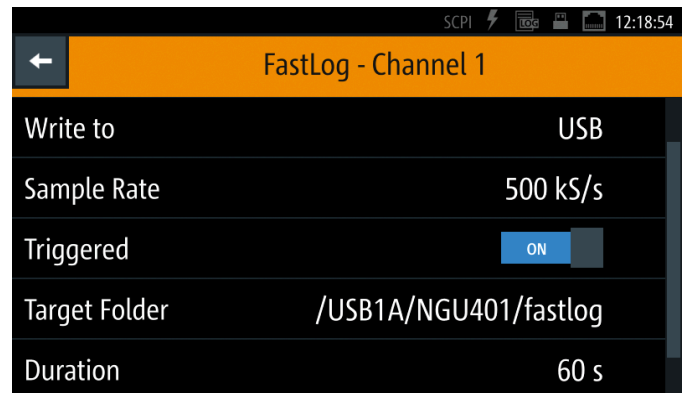 SCPI LOG 12:18:54
FastLog - Channel 1
Write to USB
Sample Rate 500 kS/s
Triggered ON
Target Folder /USB1A/NGU401/fastlog
Duration 60 s